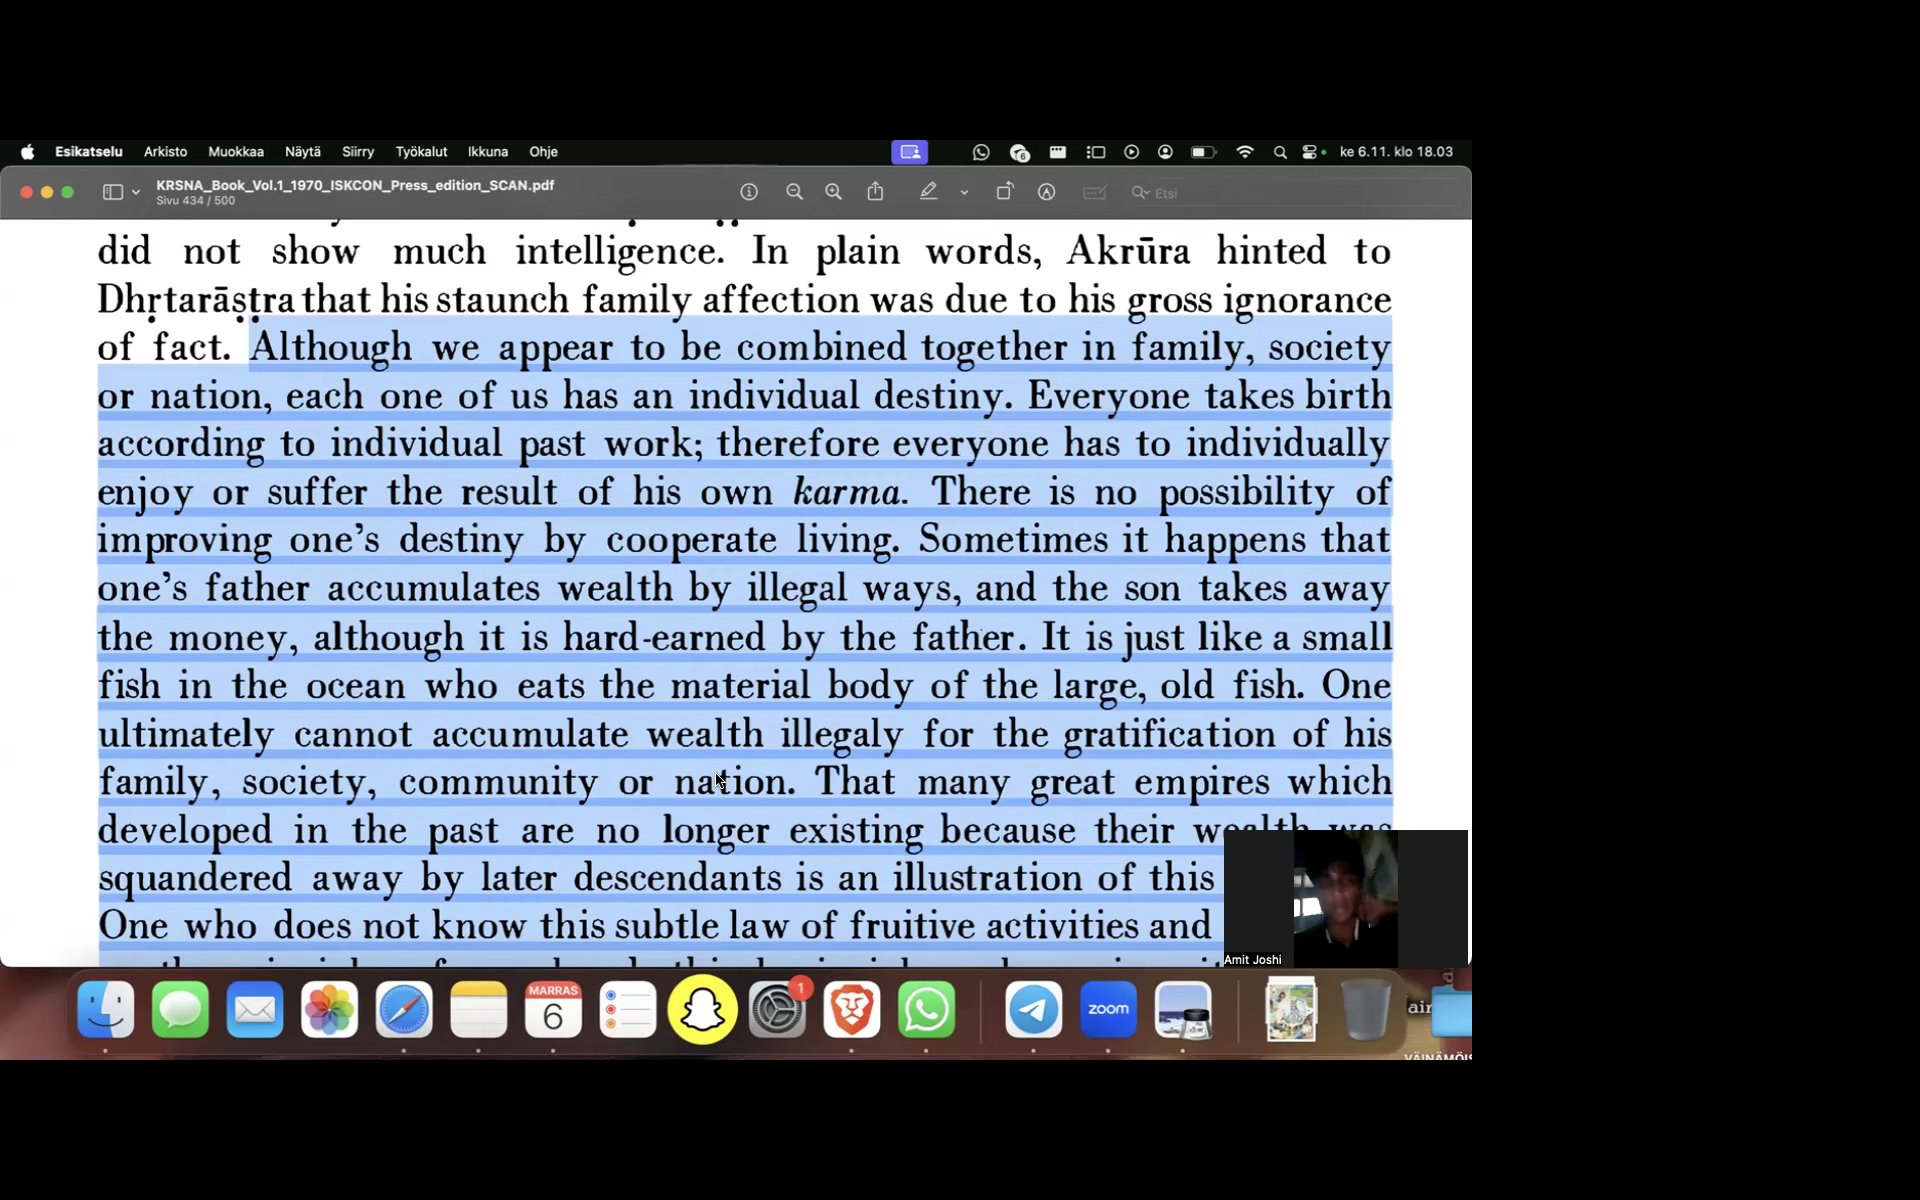 Esikatselu Arkisto Muokkaa Näytä Siirry Työkalut Ikkuna Ohje ke 6.11. klo 18.03
KRSNA_Book_Vol.1_1970_ISKCON_Press_edition_SCAN.pdf
Sivu 434 / 500
Etsi
did not show much intelligence. In plain words, Akrūra hinted to
Dhṛtarāṣṭra that his staunch family affection was due to his gross ignorance
of fact. Although we appear to be combined together in family, society
or nation, each one of us has an individual destiny. Everyone takes birth
according to individual past work; therefore everyone has to individually
enjoy or suffer the result of his own karma. There is no possibility of
improving one's destiny by cooperate living. Sometimes it happens that
one's father accumulates wealth by illegal ways, and the son takes away
the money, although it is hard-earned by the father. It is just like a small
fish in the ocean who eats the material body of the large, old fish. One
ultimately cannot accumulate wealth illegaly for the gratification of his
family, society, community or nation. That many great empires which
developed in the past are no longer existing because their wealth was
squandered away by later descendants is an illustration of this
One who does not know this subtle law of fruitive activities and
Amit Joshi
MARRAS
6
1
zoom
air
VÄINÄMÖIS